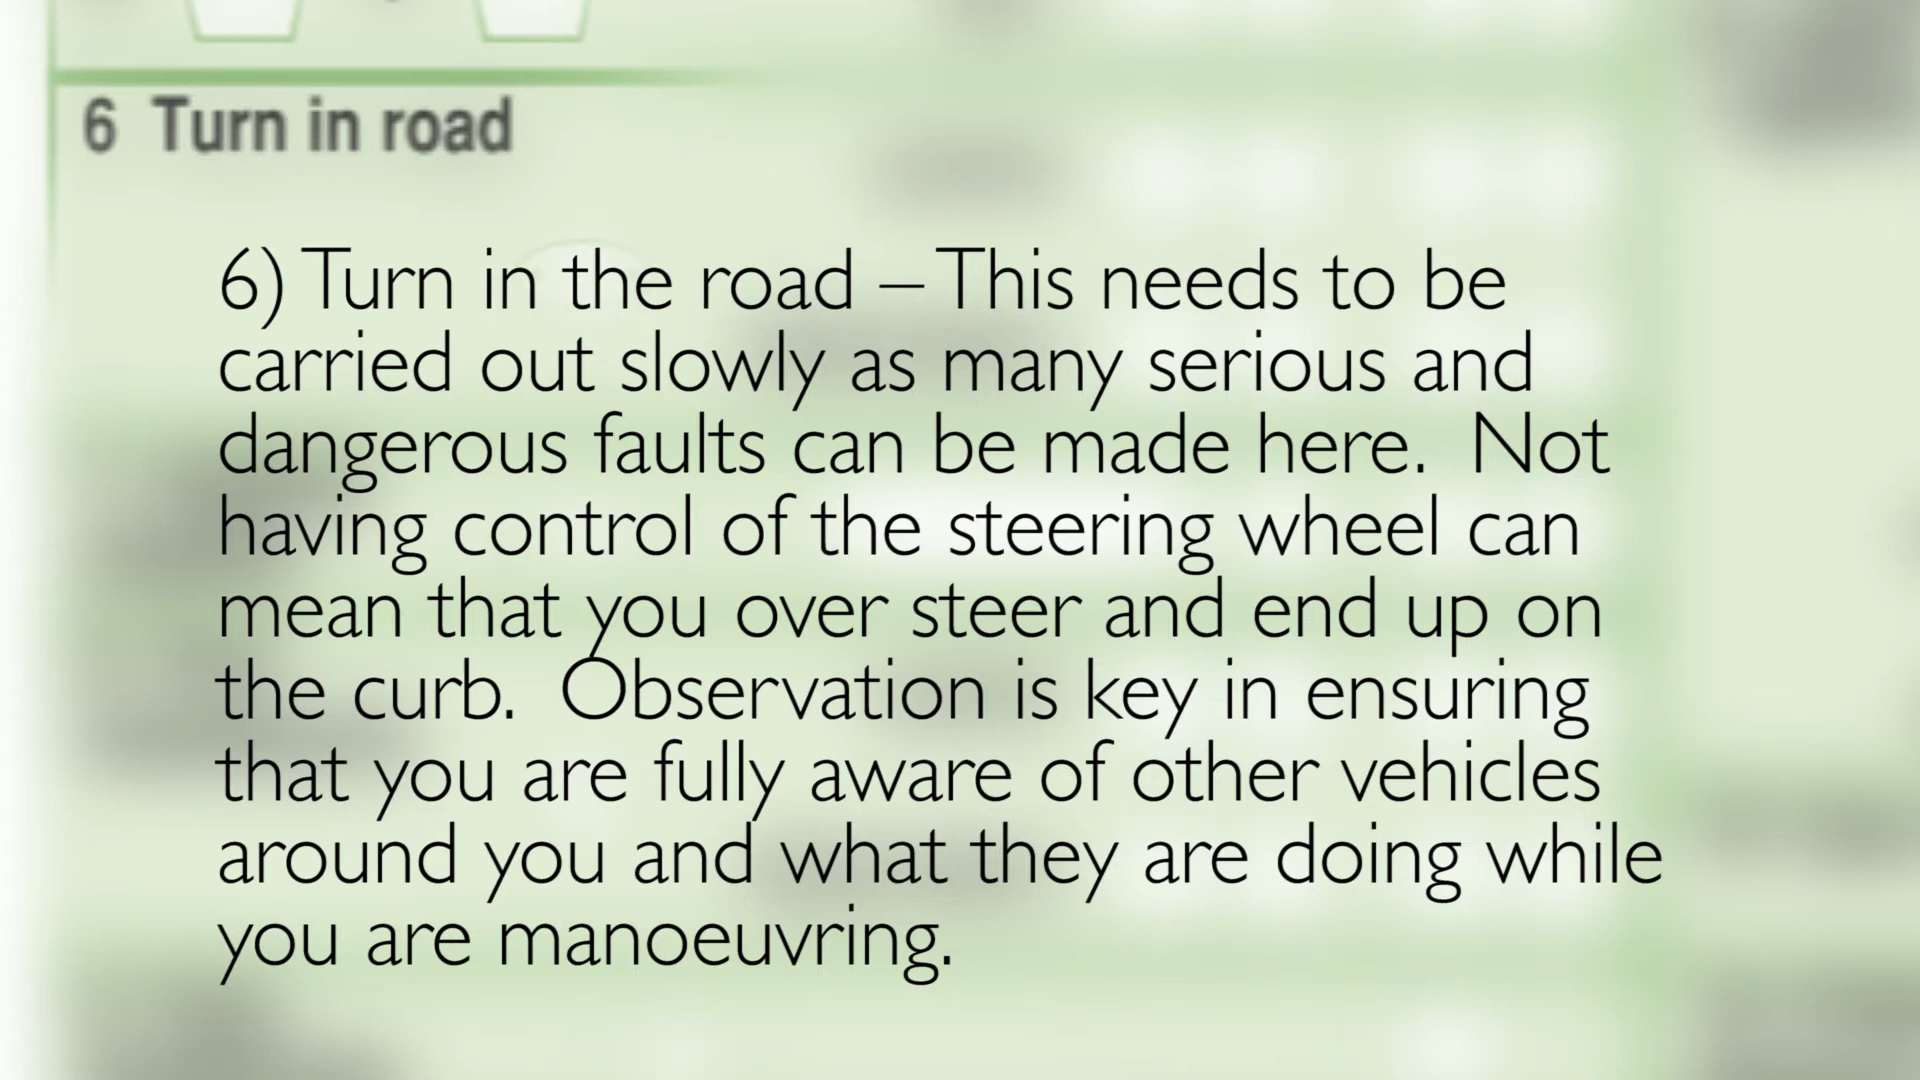 6 Turn in road
6) Turn in the road – This needs to be
carried out slowly as many serious and
dangerous faults can be made here.  Not
having control of the steering wheel can
mean that you over steer and end up on
the curb.  Observation is key in ensuring
that you are fully aware of other vehicles
around you and what they are doing while
you are manoeuvring.